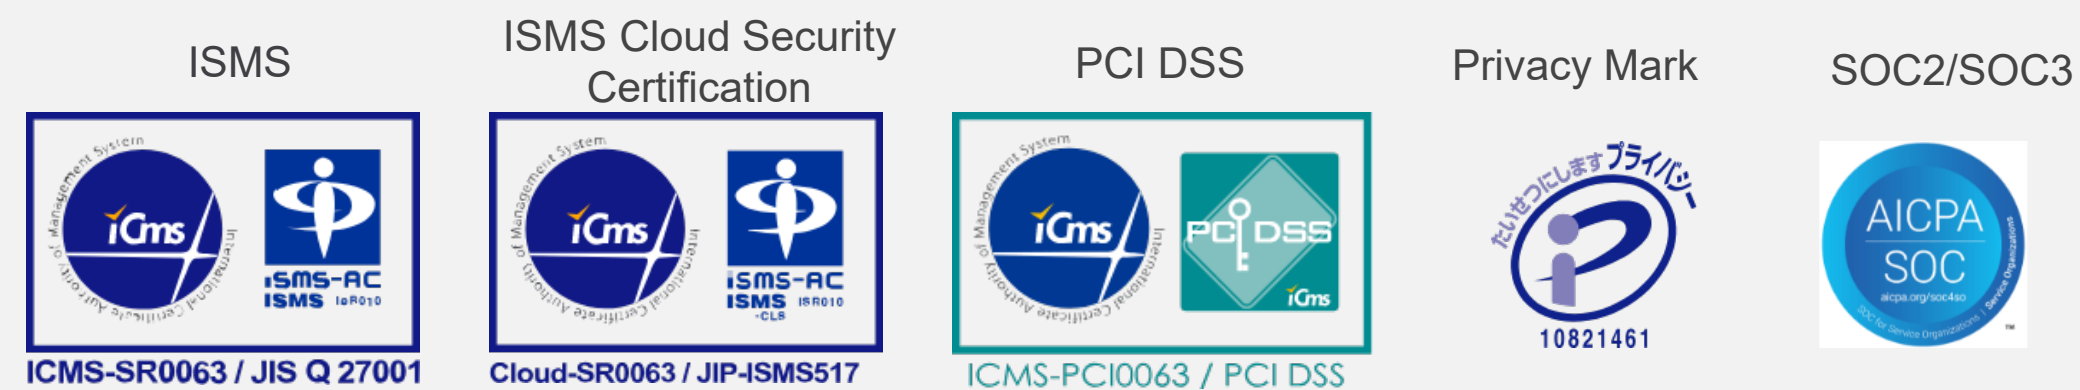 ISMS
ISMS Cloud Security
Certification
PCI DSS
Privacy Mark
SOC2/SOC3
International Certificate Authority of Management System
iCms
ISMS-AC
ISMS ISR010
ICMS-SR0063 / JIS Q 27001
International Certificate Authority of Management System
iCms
ISMS-AC
ISMS ISR010
-CLS
Cloud-SR0063 / JIP-ISMS517
International Certificate Authority of Management System
iCms
PCI DSS
iCms
ICMS-PCI0063 / PCI DSS
たいせつにしますプライバシー
10821461
AICPA
SOC
aicpa.org/soc4so
SOC for Service Organizations | Service Organizations
TM